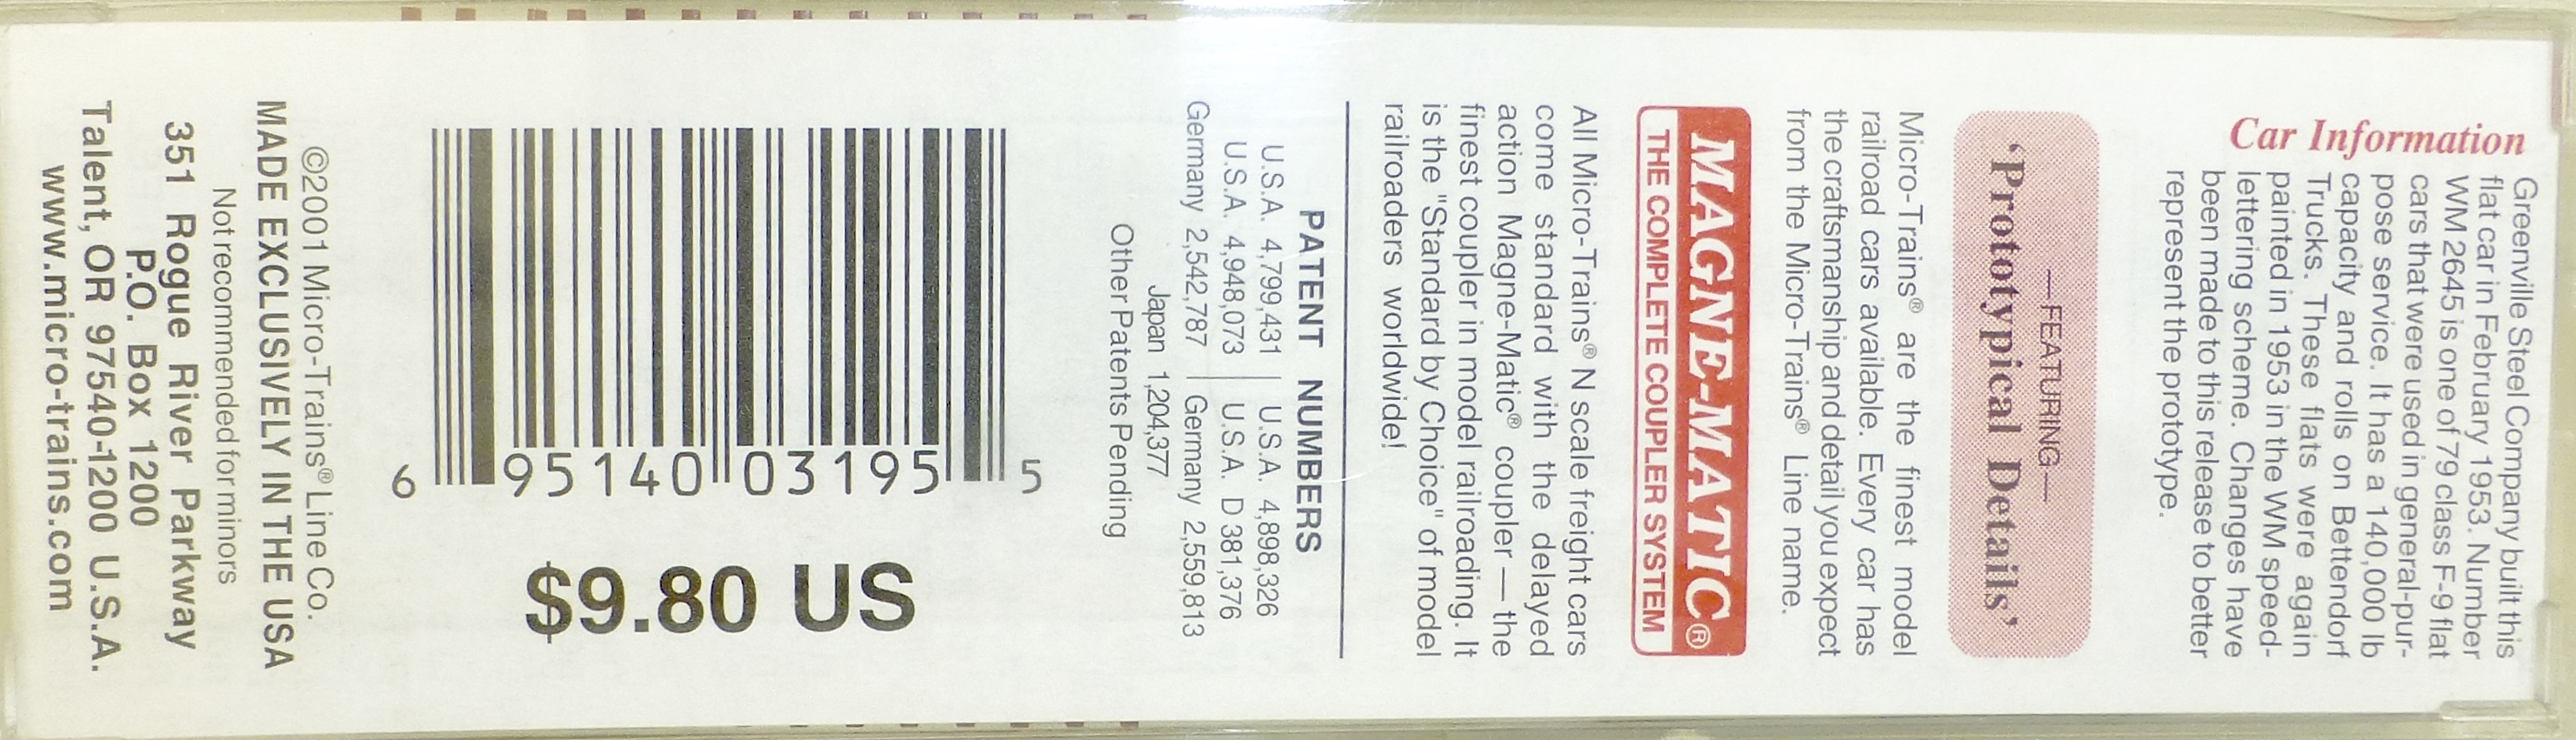 Car Information
Greenville Steel Company built this
flat car in February 1953. Number
WM 2645 is one of 79 class F-9 flat
cars that were used in general-pur-
pose service. It has a 140,000 lb
capacity and rolls on Bettendorf
Trucks. These flats were again
painted in 1953 in the WM speed-
lettering scheme. Changes have
been made to this release to better
represent the prototype.
—FEATURING—
‘Prototypical Details’
Micro-Trains® are the finest model
railroad cars available. Every car has
the craftsmanship and detail you expect
from the Micro-Trains® Line name.
MAGNE-MATIC®
THE COMPLETE COUPLER SYSTEM
All Micro-Trains® N scale freight cars
come standard with the delayed
action Magne-Matic® coupler — the
finest coupler in model railroading. It
is the "Standard by Choice" of model
railroaders worldwide!
PATENT NUMBERS
U.S.A. 4,799,431 | U.S.A. 4,898,326
U.S.A. 4,948,073 | U.S.A. D 381,376
Germany 2,542,787 | Germany 2,559,813
Japan 1,204,377
Other Patents Pending
6 95140 03195 5
$9.80 US
©2001 Micro-Trains® Line Co.
MADE EXCLUSIVELY IN THE USA
Not recommended for minors
351 Rogue River Parkway
P.O. Box 1200
Talent, OR 97540-1200 U.S.A.
www.micro-trains.com